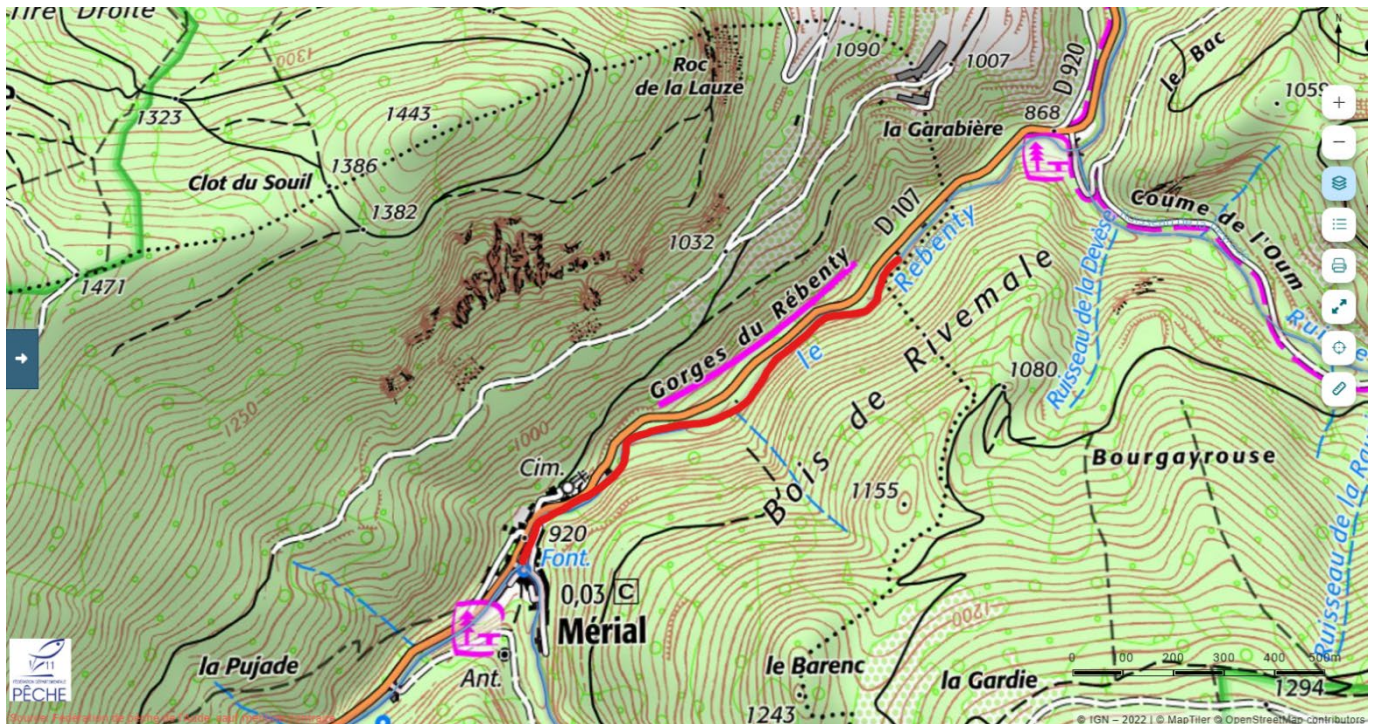 Tiret Droite
1300
1323
1443
Roc
de la Lauze
1090
1007
D 920
le Bac
1059
N
868
la Garabière
Clot du Souil
1386
1382
1032
D 107
Rébenty
Coume de l'Oum
1471
Gorges du Rébenty
le
Bois de Rivemale
Ruisseau de la Devèse
1080
1250
1000
Cim.
1155
Bourgayrouse
920
Font.
0,03 C
Mérial
1200
la Pujade
Ant.
le Barenc
la Gardie
1243
1294
0 100 200 300 400 500m
11
PÊCHE
© IGN – 2022 | © MapTiler © OpenStreetMap contributors